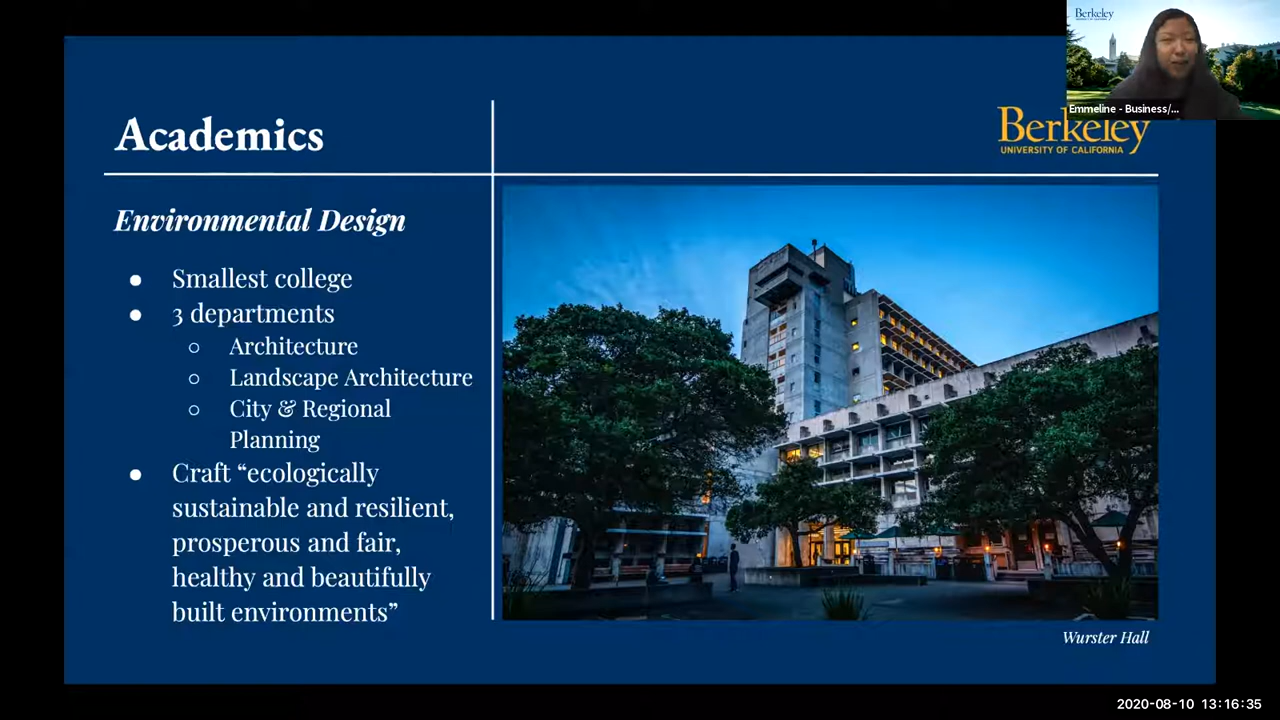 Berkeley
Emmeline - Business/...
Academics
Berkeley
UNIVERSITY OF CALIFORNIA
Environmental Design
● Smallest college
● 3 departments
○ Architecture
○ Landscape Architecture
○ City & Regional
Planning
● Craft “ecologically
sustainable and resilient,
prosperous and fair,
healthy and beautifully
built environments”
Wurster Hall
2020-08-10 13:16:35